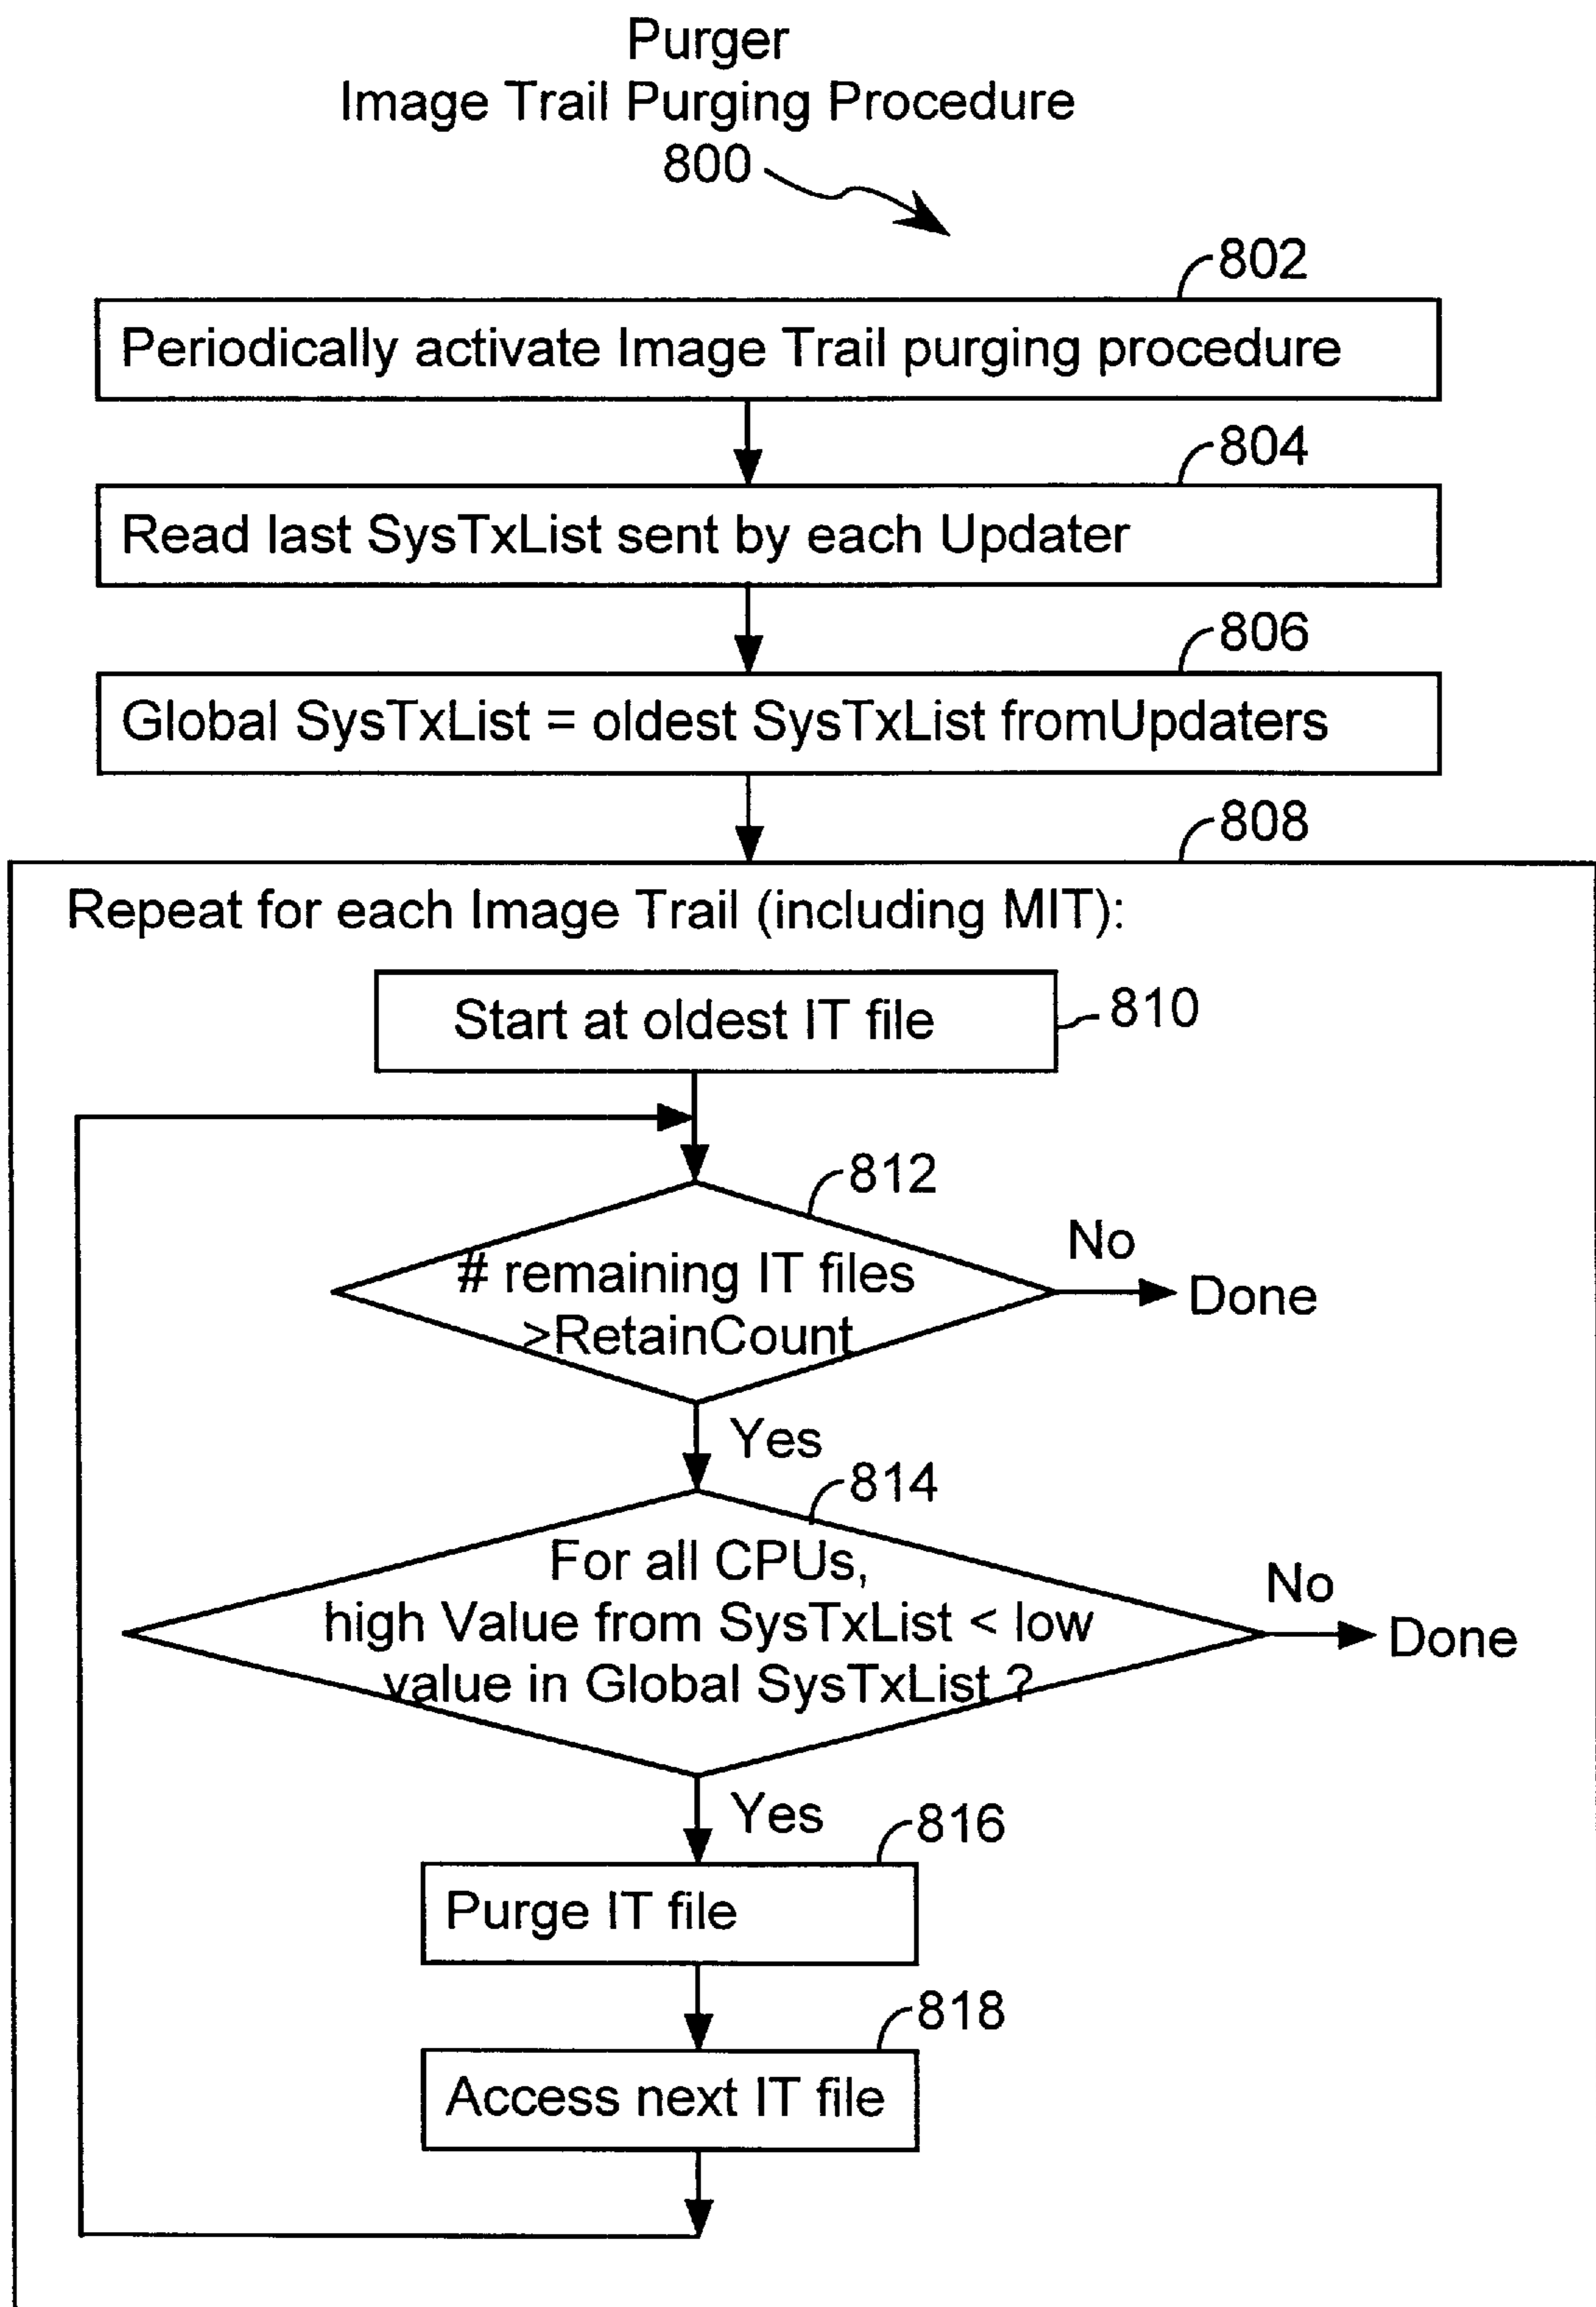 Purger
Image Trail Purging Procedure
800
802
Periodically activate Image Trail purging procedure
804
Read last SysTxList sent by each Updater
806
Global SysTxList = oldest SysTxList fromUpdaters
808
Repeat for each Image Trail (including MIT):
Start at oldest IT file
810
812
# remaining IT files
>RetainCount
No
Done
Yes
814
For all CPUs,
high Value from SysTxList < low
value in Global SysTxList ?
No
Done
Yes
816
Purge IT file
818
Access next IT file